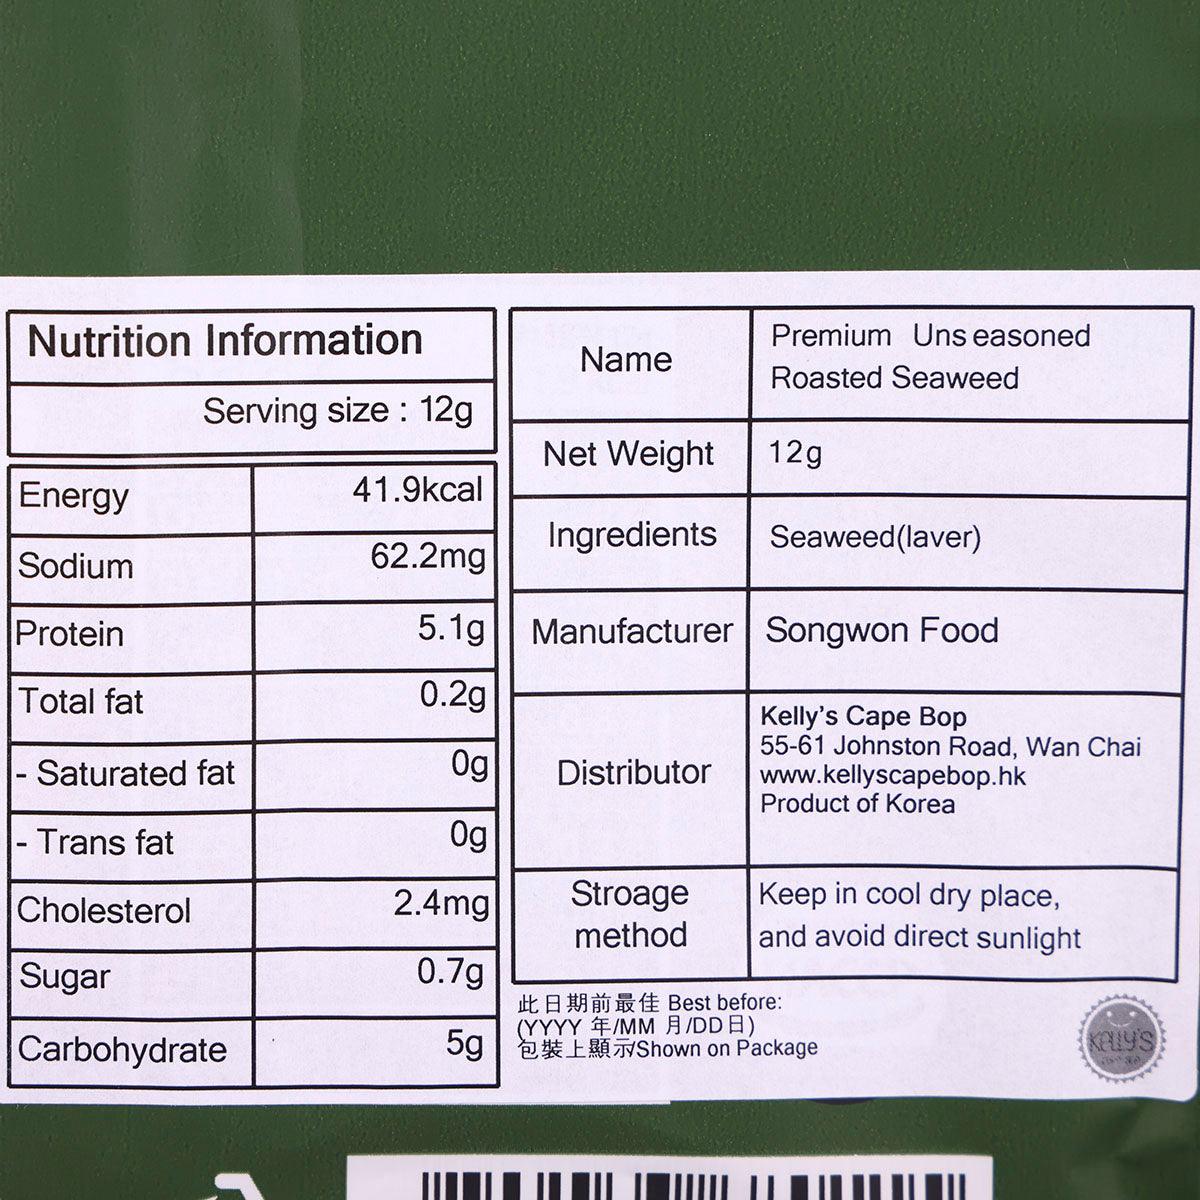 Nutrition Information
Serving size : 12g
Energy 41.9kcal
Sodium 62.2mg
Protein 5.1g
Total fat 0.2g
- Saturated fat 0g
- Trans fat 0g
Cholesterol 2.4mg
Sugar 0.7g
Carbohydrate 5g
Name Premium Unseasoned
Roasted Seaweed
Net Weight 12g
Ingredients Seaweed(laver)
Manufacturer Songwon Food
Distributor Kelly's Cape Bop
55-61 Johnston Road, Wan Chai
www.kellyscapebop.hk
Product of Korea
Stroage
method
Keep in cool dry place,
and avoid direct sunlight
此日期前最佳 Best before:
(YYYY 年/MM 月/DD日)
包裝上顯示/Shown on Package
KELLY'S